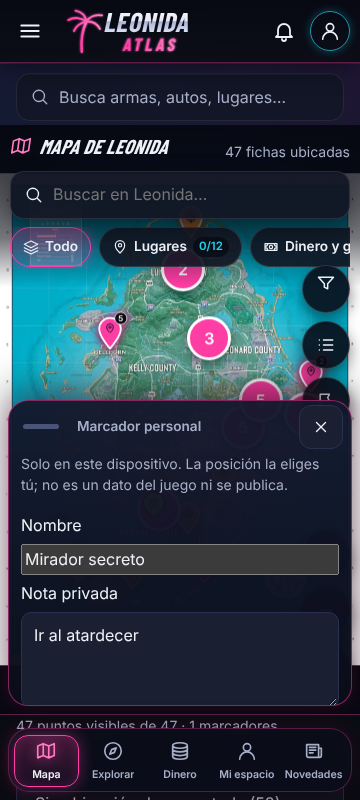 LEONIDA
ATLAS
Busca armas, autos, lugares...
MAPA DE LEONIDA
47 fichas ubicadas
Buscar en Leonida...
Todo
Lugares 0/12
Dinero y g
2
5
3
KELLY COUNTY
LEONARD COUNTY
5
Marcador personal
Solo en este dispositivo. La posición la eliges
tú; no es un dato del juego ni se publica.
Nombre
Mirador secreto
Nota privada
Ir al atardecer
47 puntos visibles de 47 · 1 marcadores
Mapa
Explorar
Dinero
Mi espacio
Novedades